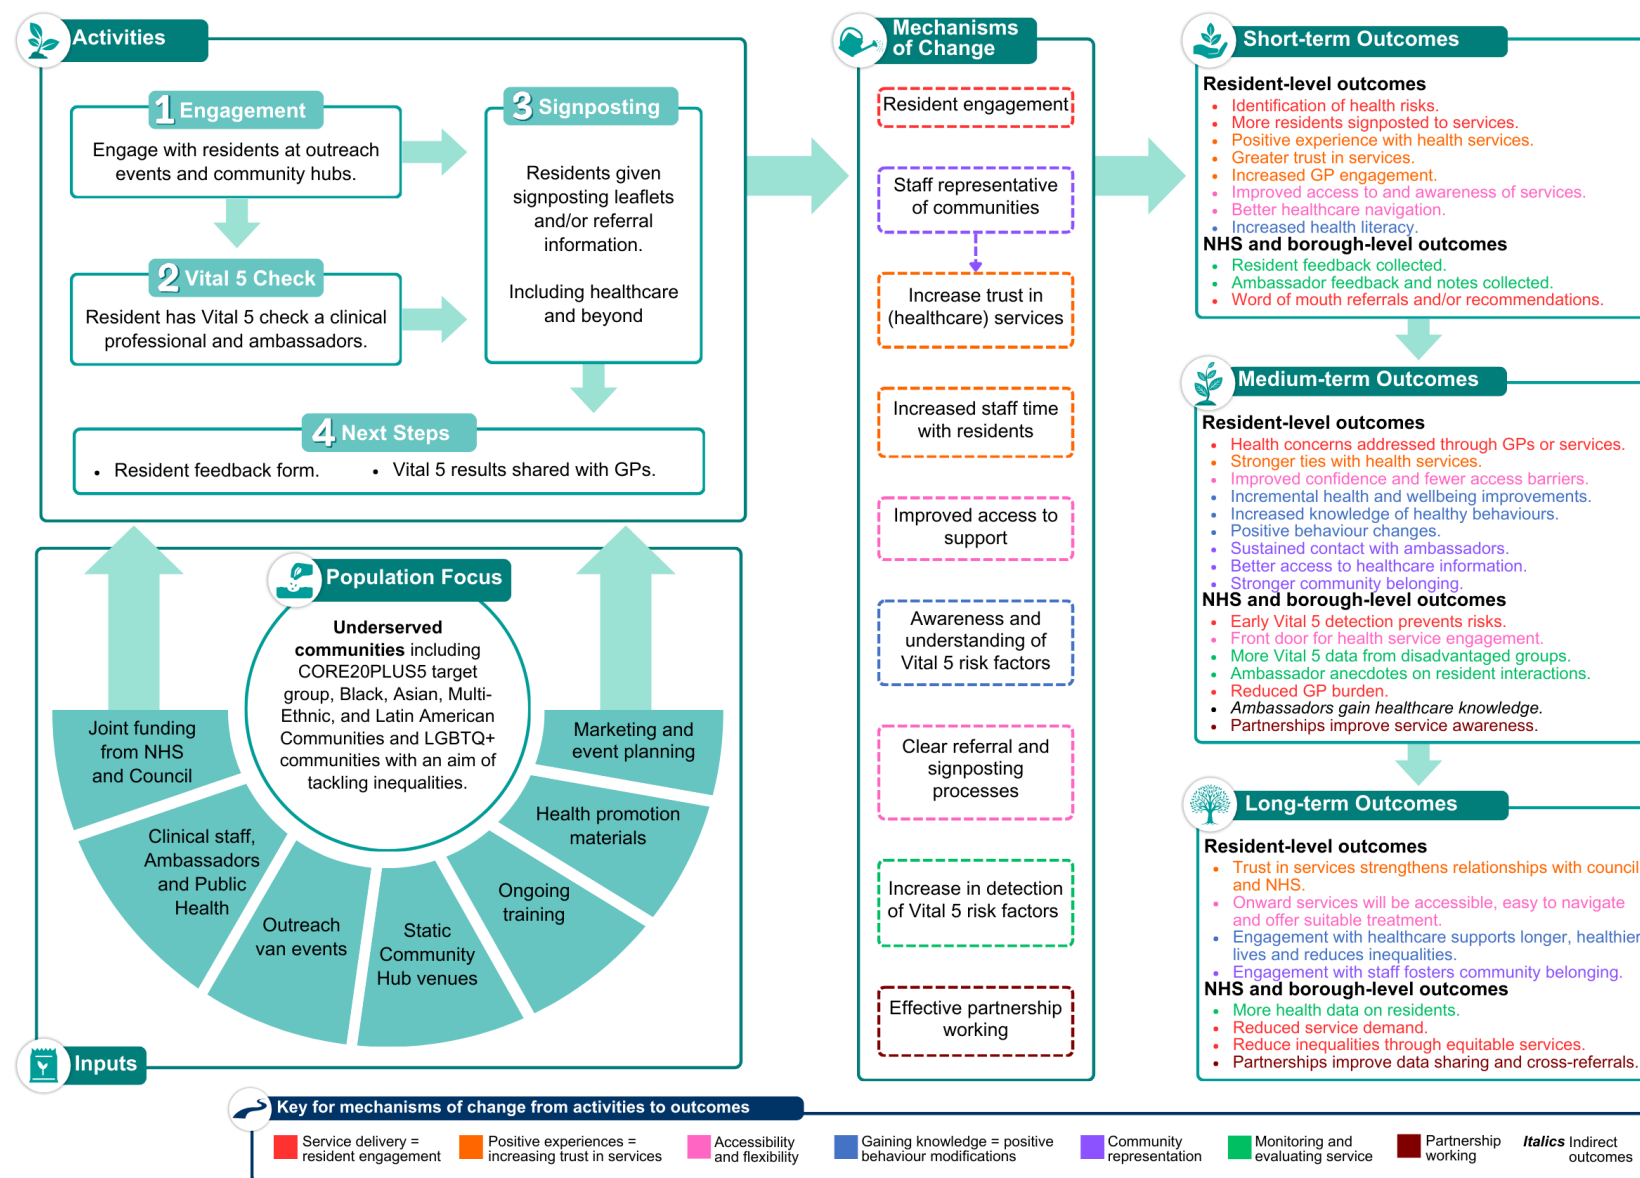 Activities
1 Engagement
Engage with residents at outreach
events and community hubs.
2 Vital 5 Check
Resident has Vital 5 check a clinical
professional and ambassadors.
3 Signposting
Residents given
signposting leaflets
and/or referral
information.
Including healthcare
and beyond
4 Next Steps
• Resident feedback form.
• Vital 5 results shared with GPs.
Population Focus
Underserved
communities including
CORE20PLUS5 target
group, Black, Asian, Multi-
Ethnic, and Latin American
Communities and LGBTQ+
communities with an aim of
tackling inequalities.
Joint funding
from NHS
and Council
Clinical staff,
Ambassadors
and Public
Health
Outreach
van events
Static
Community
Hub venues
Ongoing
training
Health promotion
materials
Marketing and
event planning
Inputs
Mechanisms
of Change
Resident engagement
Staff representative
of communities
Increase trust in
(healthcare) services
Increased staff time
with residents
Improved access to
support
Awareness and
understanding of
Vital 5 risk factors
Clear referral and
signposting
processes
Increase in detection
of Vital 5 risk factors
Effective partnership
working
Short-term Outcomes
Resident-level outcomes
• Identification of health risks.
• More residents signposted to services.
• Positive experience with health services.
• Greater trust in services.
• Increased GP engagement.
• Improved access to and awareness of services.
• Better healthcare navigation.
• Increased health literacy.
NHS and borough-level outcomes
• Resident feedback collected.
• Ambassador feedback and notes collected.
• Word of mouth referrals and/or recommendations.
Medium-term Outcomes
Resident-level outcomes
• Health concerns addressed through GPs or services.
• Stronger ties with health services.
• Improved confidence and fewer access barriers.
• Incremental health and wellbeing improvements.
• Increased knowledge of healthy behaviours.
• Positive behaviour changes.
• Sustained contact with ambassadors.
• Better access to healthcare information.
• Stronger community belonging.
NHS and borough-level outcomes
• Early Vital 5 detection prevents risks.
• Front door for health service engagement.
• More Vital 5 data from disadvantaged groups.
• Ambassador anecdotes on resident interactions.
• Reduced GP burden.
• Ambassadors gain healthcare knowledge.
• Partnerships improve service awareness.
Long-term Outcomes
Resident-level outcomes
• Trust in services strengthens relationships with council
and NHS.
• Onward services will be accessible, easy to navigate
and offer suitable treatment.
• Engagement with healthcare supports longer, healthier
lives and reduces inequalities.
• Engagement with staff fosters community belonging.
NHS and borough-level outcomes
• More health data on residents.
• Reduced service demand.
• Reduce inequalities through equitable services.
• Partnerships improve data sharing and cross-referrals.
Key for mechanisms of change from activities to outcomes
Service delivery =
resident engagement
Positive experiences =
increasing trust in services
Accessibility
and flexibility
Gaining knowledge = positive
behaviour modifications
Community
representation
Monitoring and
evaluating service
Partnership
working
Italics Indirect
outcomes